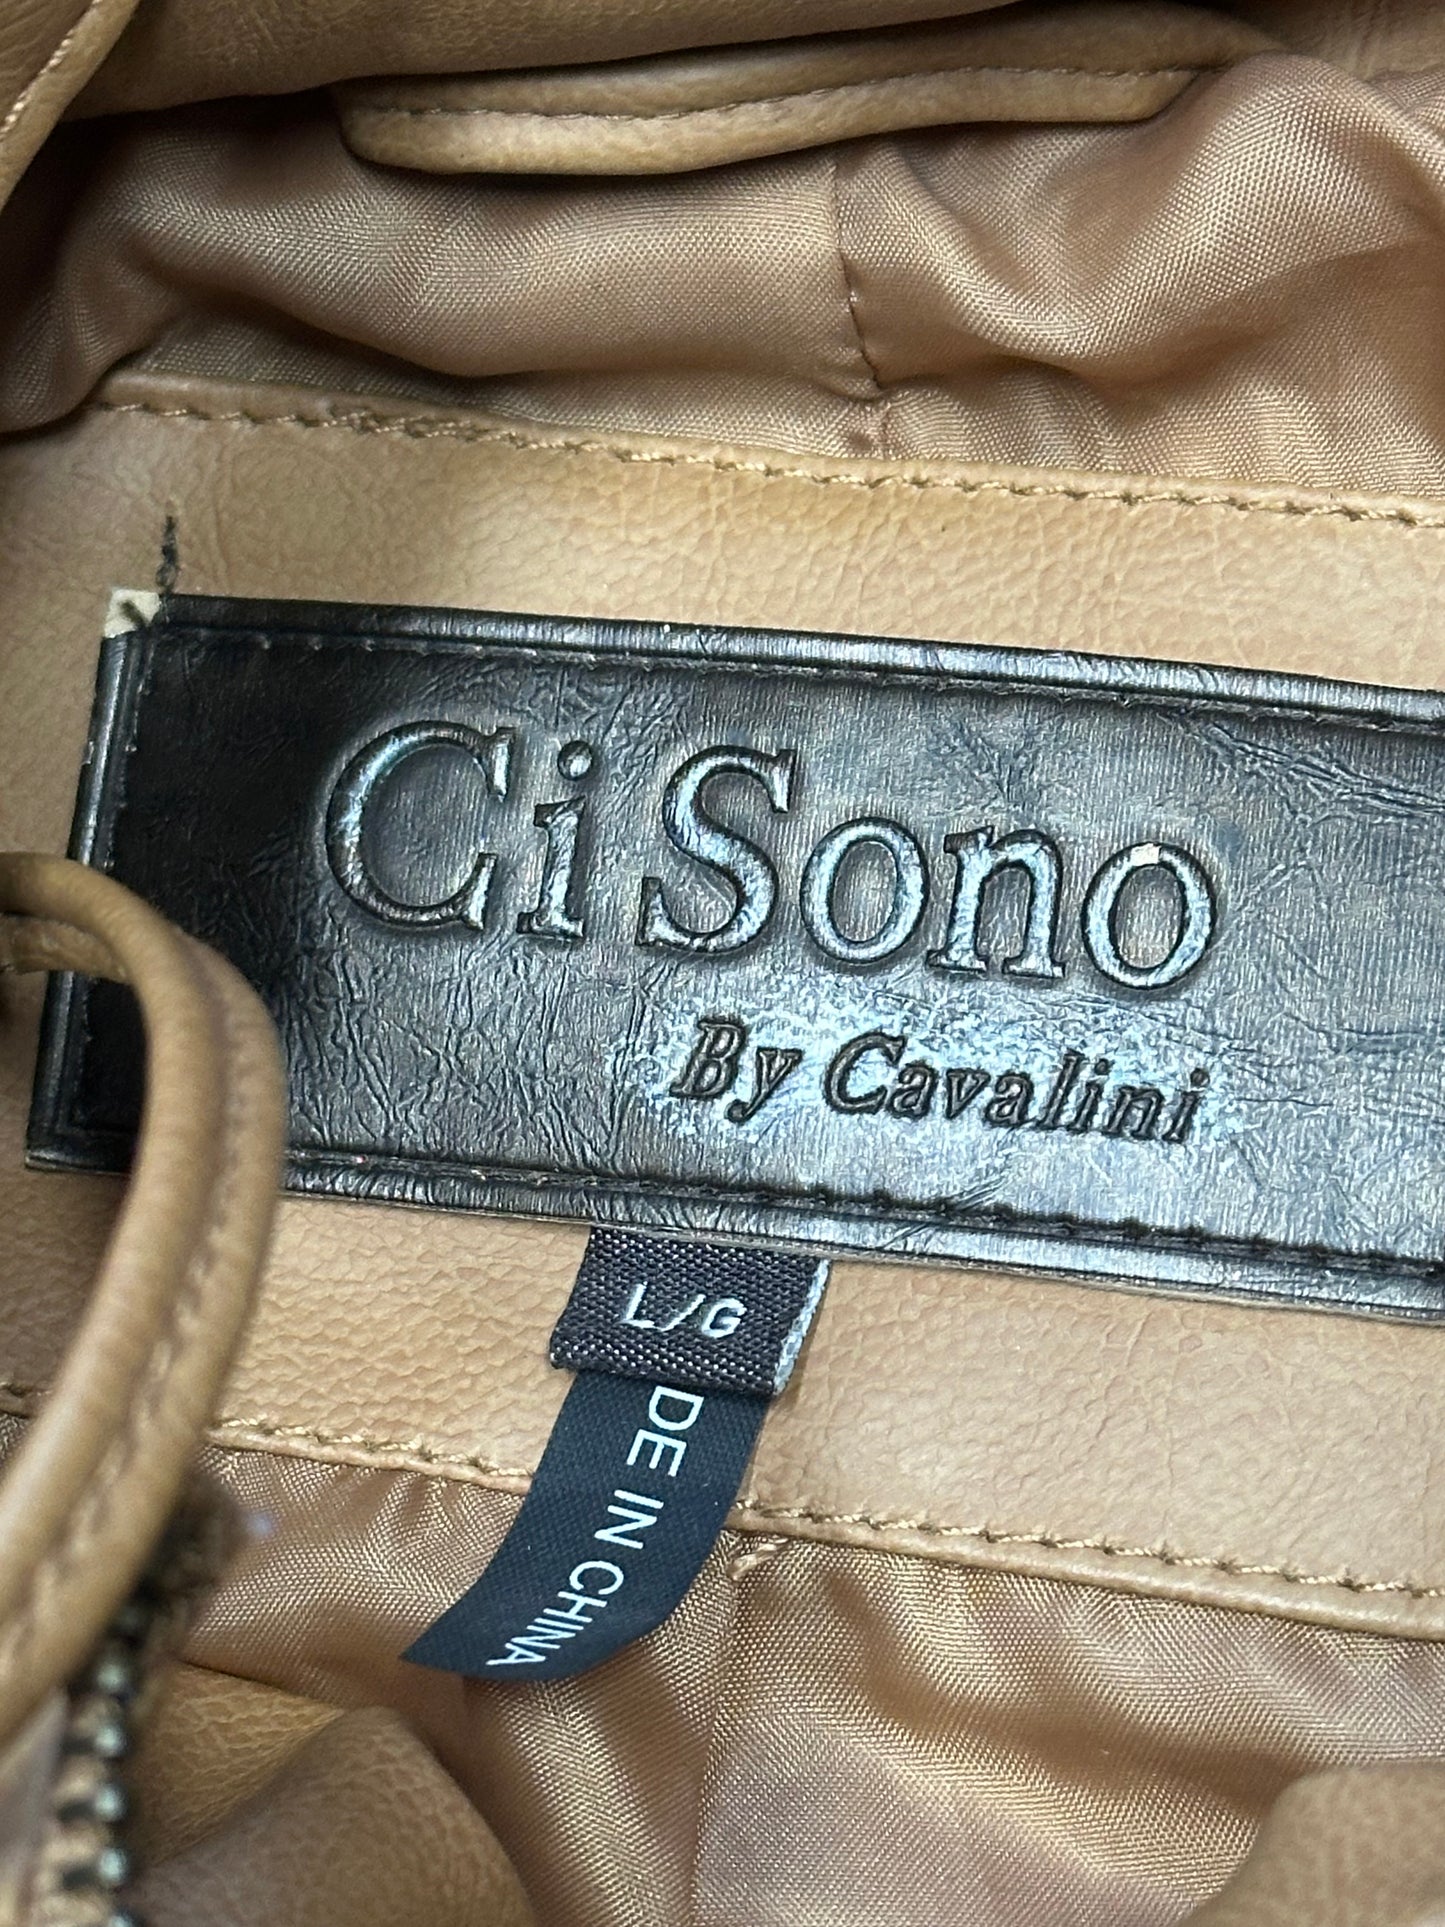 Ci Sono
By Cavalini
L/G
DE IN CHINA